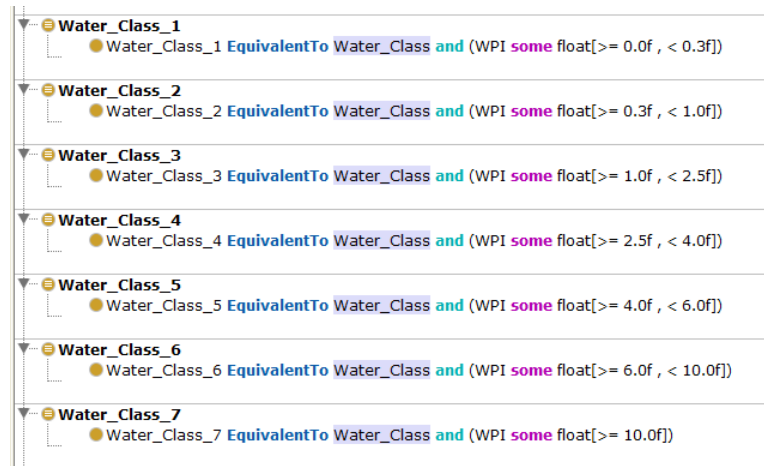 Water_Class_1
Water_Class_1 EquivalentTo Water_Class and (WPI some float[>= 0.0f , < 0.3f])
Water_Class_2
Water_Class_2 EquivalentTo Water_Class and (WPI some float[>= 0.3f , < 1.0f])
Water_Class_3
Water_Class_3 EquivalentTo Water_Class and (WPI some float[>= 1.0f , < 2.5f])
Water_Class_4
Water_Class_4 EquivalentTo Water_Class and (WPI some float[>= 2.5f , < 4.0f])
Water_Class_5
Water_Class_5 EquivalentTo Water_Class and (WPI some float[>= 4.0f , < 6.0f])
Water_Class_6
Water_Class_6 EquivalentTo Water_Class and (WPI some float[>= 6.0f , < 10.0f])
Water_Class_7
Water_Class_7 EquivalentTo Water_Class and (WPI some float[>= 10.0f])